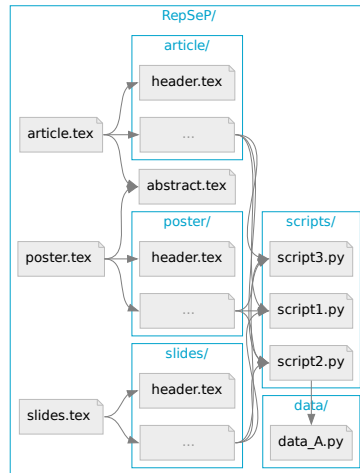 RepSeP/
article/
header.tex
article.tex
...
abstract.tex
poster/
scripts/
poster.tex
header.tex
script3.py
...
script1.py
slides/
script2.py
header.tex
data/
slides.tex
...
data_A.py